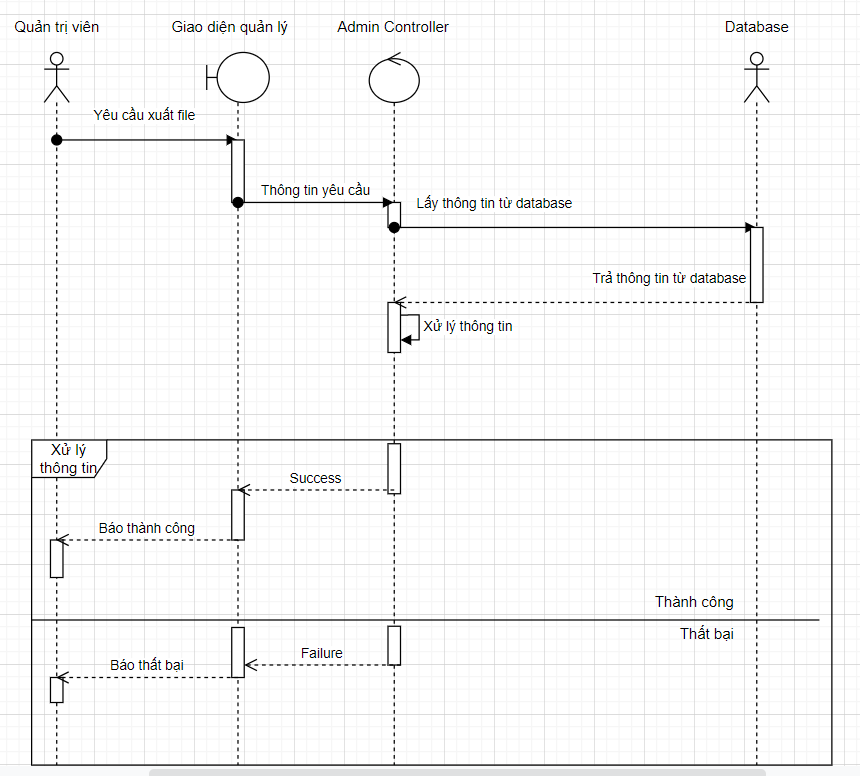 Quản trị viên
Giao diện quản lý
Admin Controller
Database
Yêu cầu xuất file
Thông tin yêu cầu
Lấy thông tin từ database
Trả thông tin từ database
Xử lý thông tin
Xử lý
thông tin
Success
Báo thành công
Thành công
Thất bại
Failure
Báo thất bại